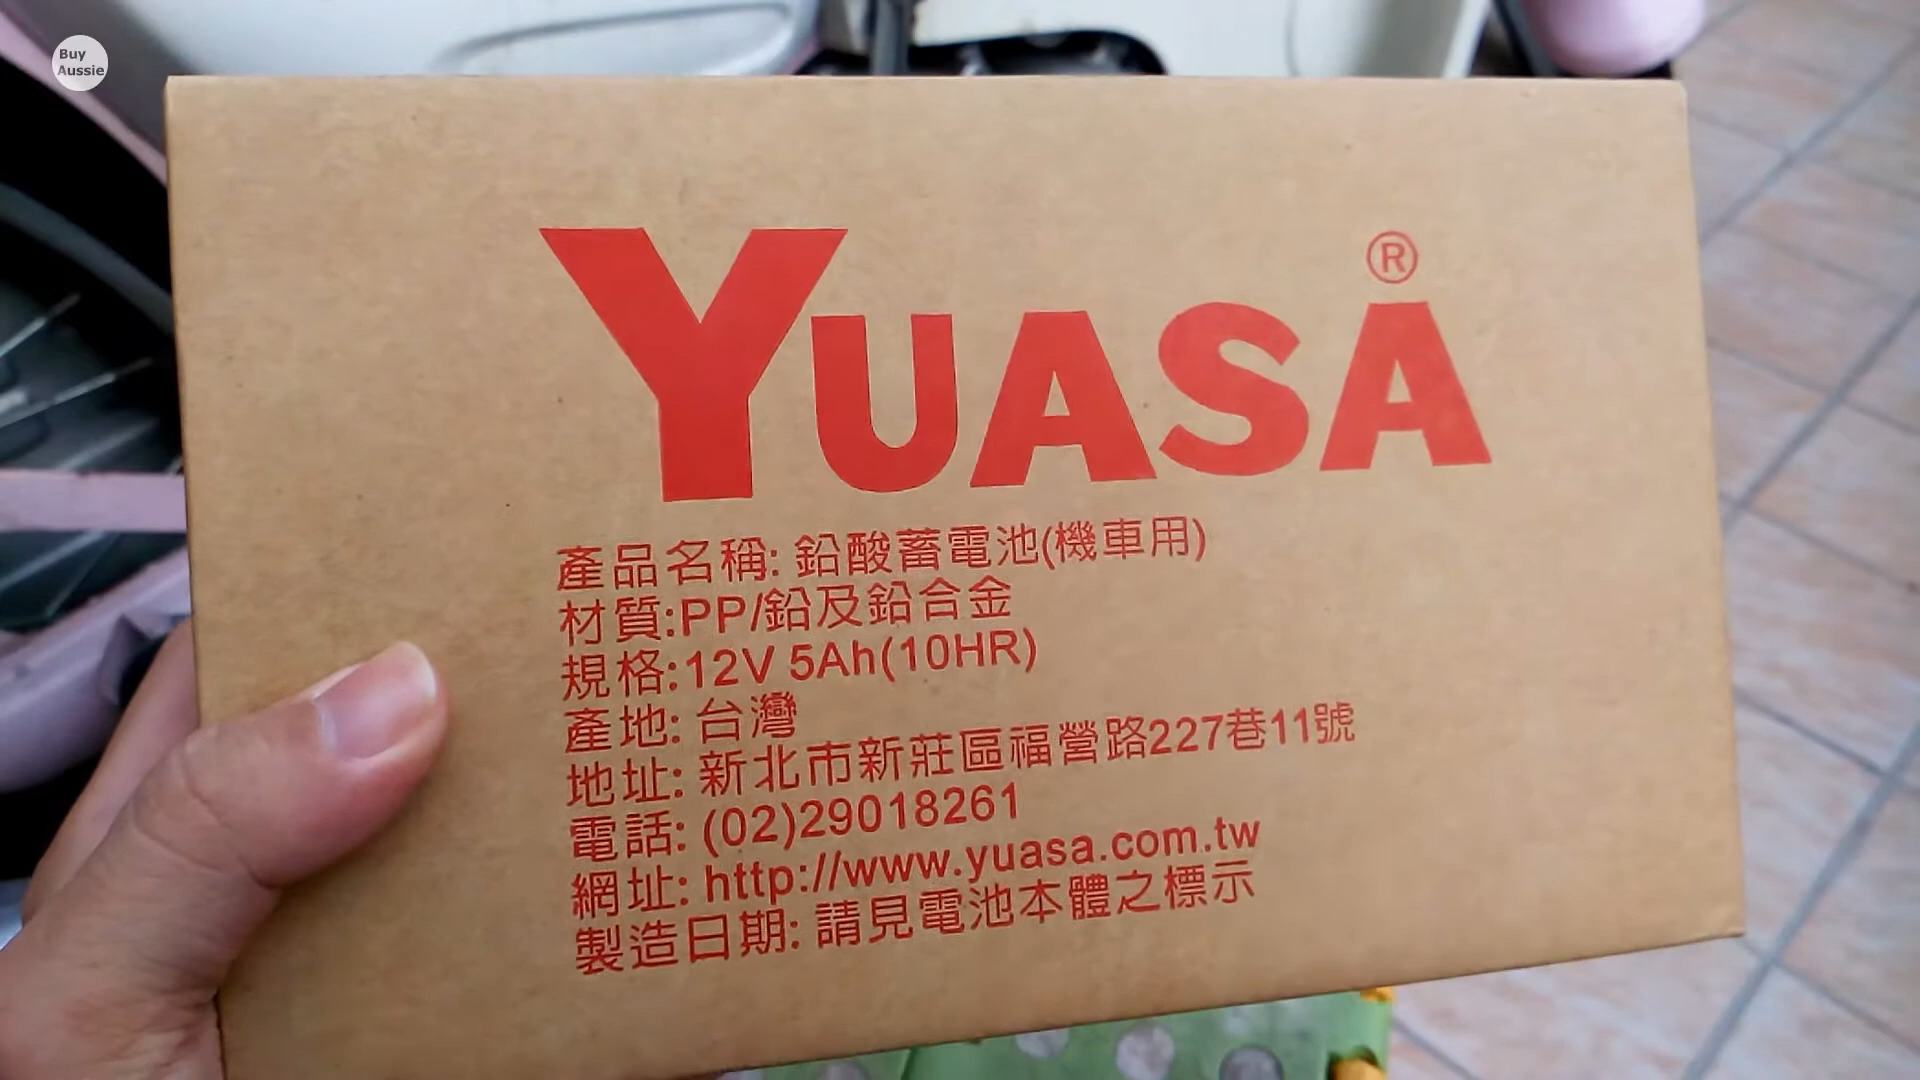 Buy
Aussie
YUASA®
產品名稱: 鉛酸蓄電池(機車用)
材質:PP/鉛及鉛合金
規格:12V 5Ah(10HR)
產地: 台灣
地址: 新北市新莊區福營路227巷11號
電話: (02)29018261
網址: http://www.yuasa.com.tw
製造日期: 請見電池本體之標示